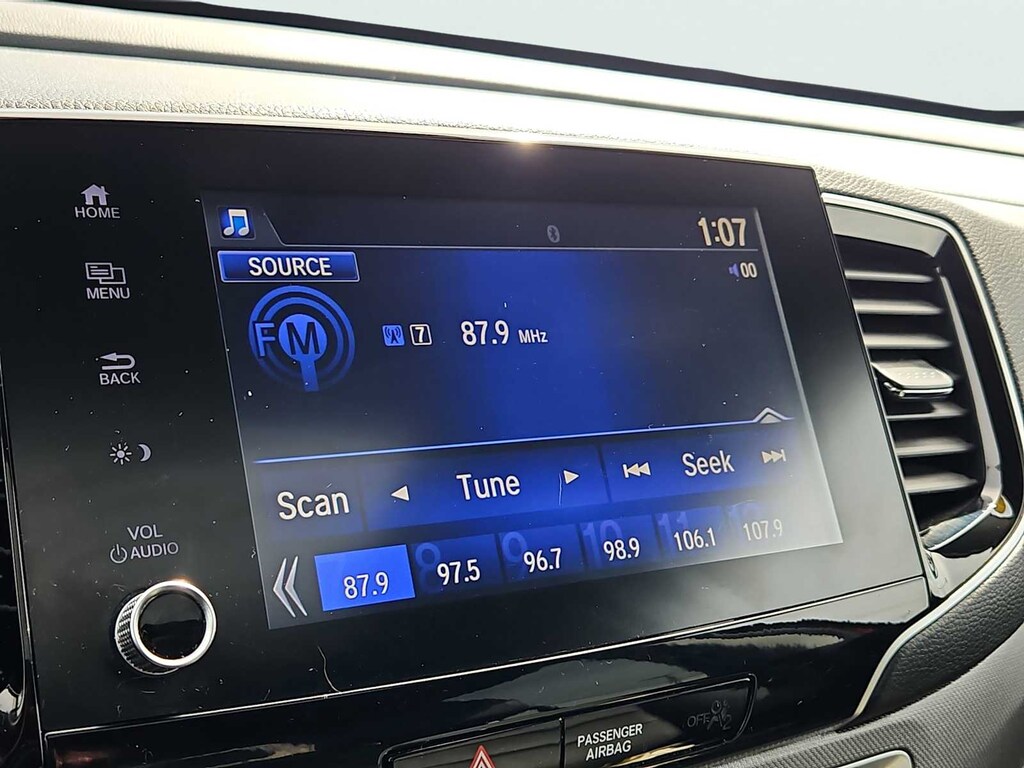 HOME
MENU
BACK
VOL
AUDIO
1:07
SOURCE
00
FM
7 87.9 MHz
Scan Tune Seek
87.9 97.5 96.7 98.9 106.1 107.9
PASSENGER
AIRBAG
OFF